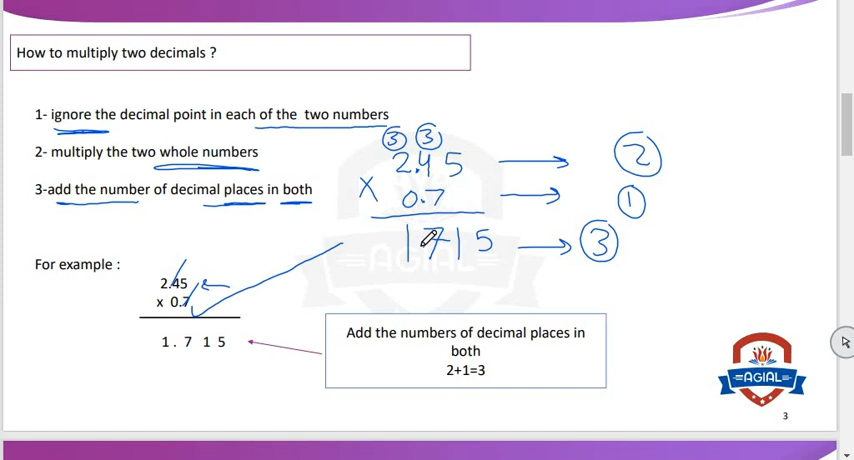 How to multiply two decimals ?
1- ignore the decimal point in each of the two numbers
③ ③
2- multiply the two whole numbers
2.45 ②
3-add the number of decimal places in both
x 0.7 ①
1715 ③
For example :
2.45
x 0.7
1 . 7 1 5
Add the numbers of decimal places in
both
2+1=3
AGIAL
=AGIAL=
3